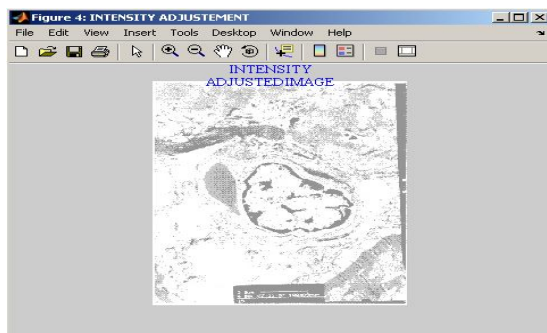 Figure 4: INTENSITY ADJUSTEMENT
File Edit View Insert Tools Desktop Window Help
INTENSITY
ADJUSTEDIMAGE